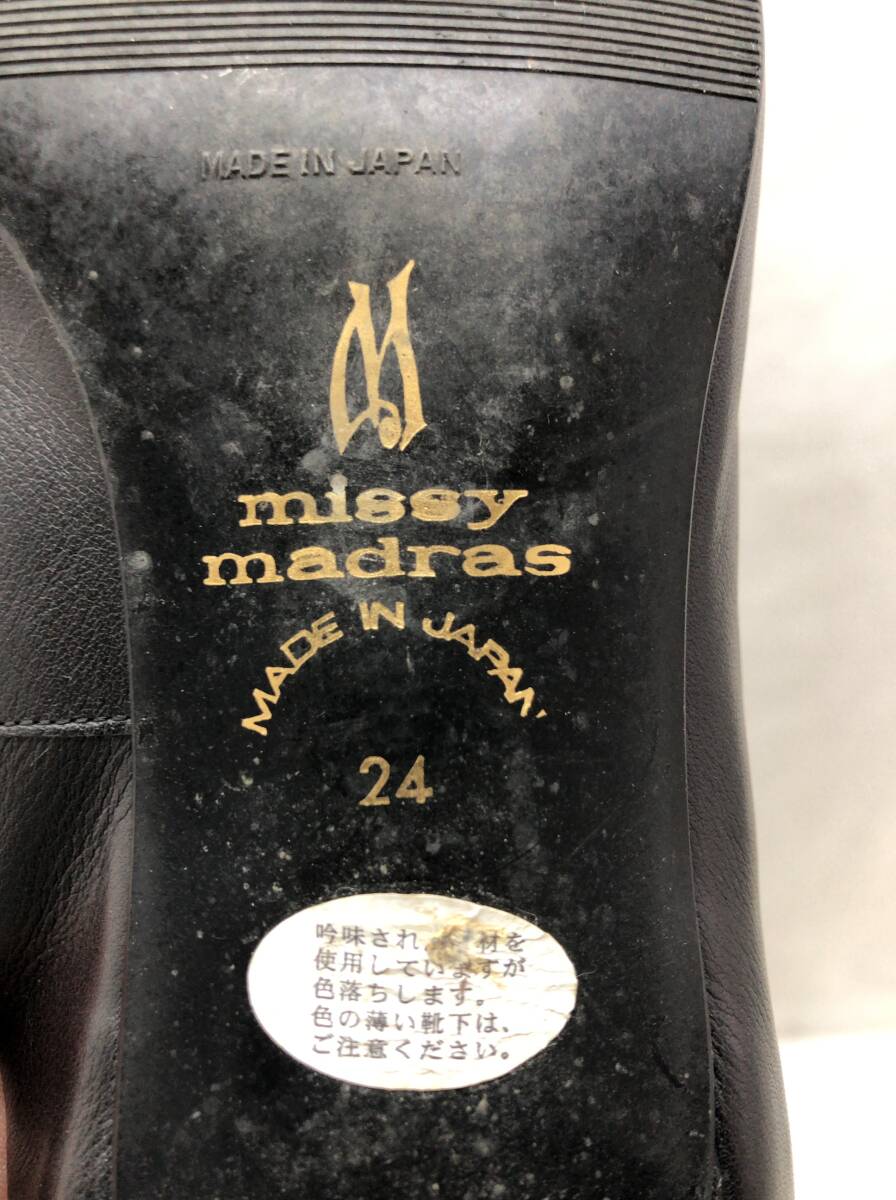 MADE IN JAPAN
missy
madras
MADE IN JAPAN
24
吟味され 材を
使用していますが
色落ちします。
色の薄い靴下は、
ご注意ください。